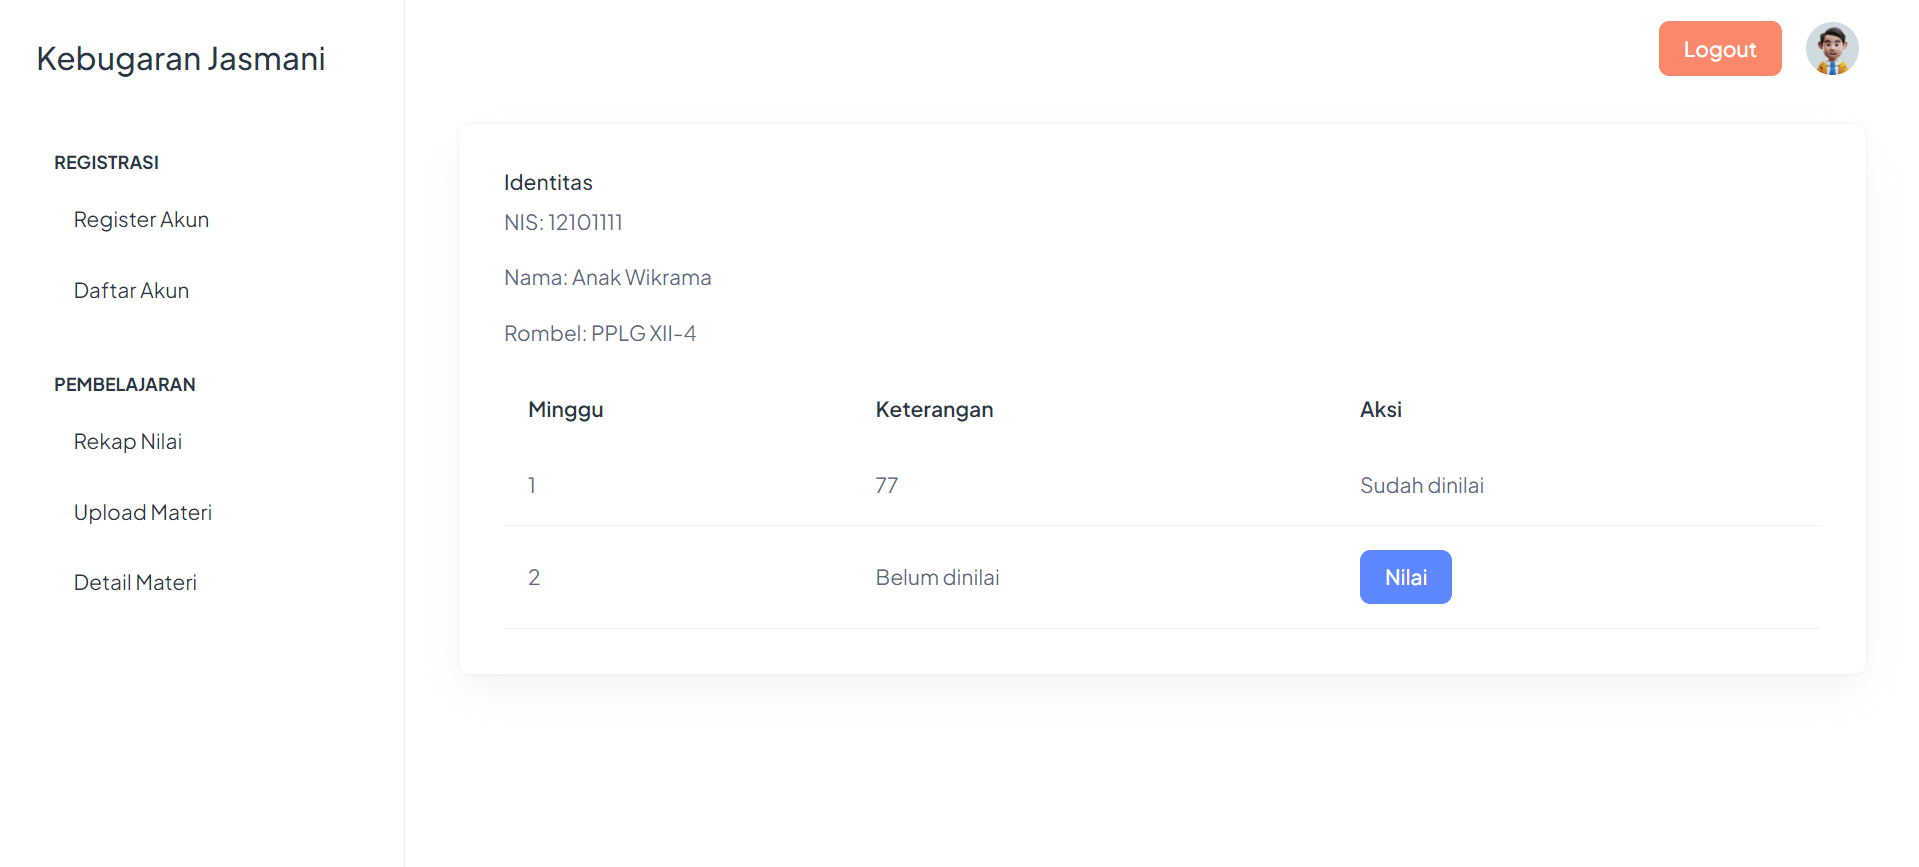 Kebugaran Jasmani
Logout
REGISTRASI
Register Akun
Daftar Akun
PEMBELAJARAN
Rekap Nilai
Upload Materi
Detail Materi
Identitas
NIS: 12101111
Nama: Anak Wikrama
Rombel: PPLG XII-4
Minggu Keterangan Aksi
1 77 Sudah dinilai
2 Belum dinilai Nilai